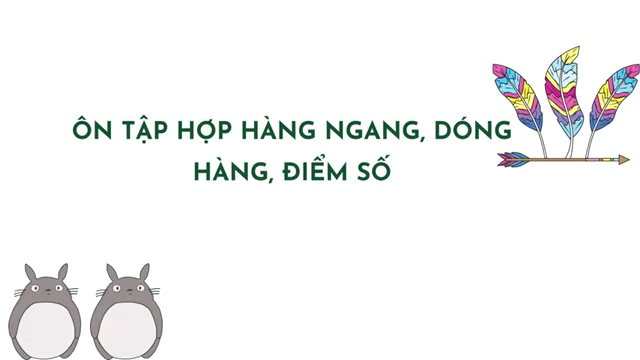 ÔN TẬP HỢP HÀNG NGANG, DÓNG
HÀNG, ĐIỂM SỐ